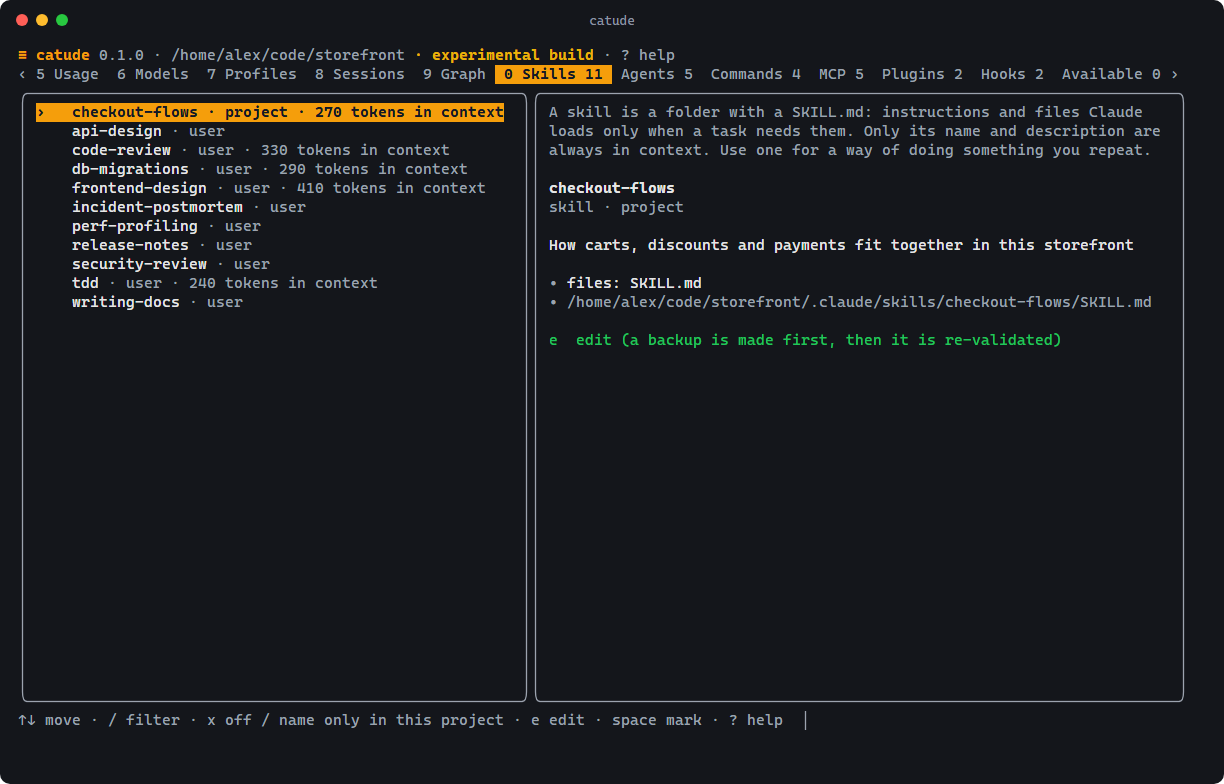 catude
≡ catude 0.1.0 · /home/alex/code/storefront · experimental build · ? help
‹ 5 Usage 6 Models 7 Profiles 8 Sessions 9 Graph 0 Skills 11 Agents 5 Commands 4 MCP 5 Plugins 2 Hooks 2 Available 0 ›
› checkout-flows · project · 270 tokens in context
api-design · user
code-review · user · 330 tokens in context
db-migrations · user · 290 tokens in context
frontend-design · user · 410 tokens in context
incident-postmortem · user
perf-profiling · user
release-notes · user
security-review · user
tdd · user · 240 tokens in context
writing-docs · user
A skill is a folder with a SKILL.md: instructions and files Claude
loads only when a task needs them. Only its name and description are
always in context. Use one for a way of doing something you repeat.
checkout-flows
skill · project
How carts, discounts and payments fit together in this storefront
• files: SKILL.md
• /home/alex/code/storefront/.claude/skills/checkout-flows/SKILL.md
e edit (a backup is made first, then it is re-validated)
↑↓ move · / filter · x off / name only in this project · e edit · space mark · ? help